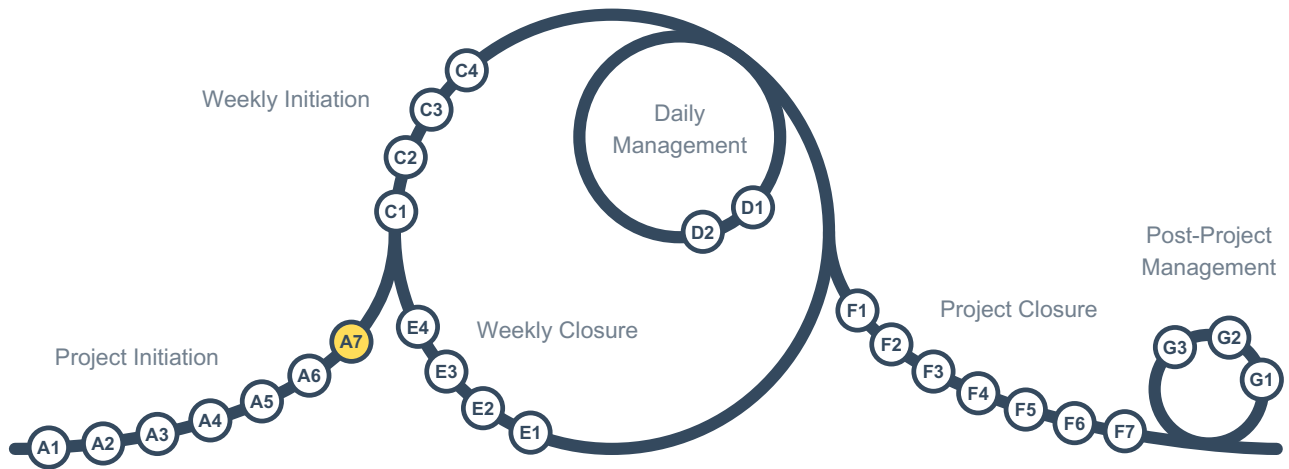 Project Initiation
A1
A2
A3
A4
A5
A6
A7
Weekly Initiation
C1
C2
C3
C4
Daily
Management
D1
D2
Weekly Closure
E1
E2
E3
E4
Project Closure
F1
F2
F3
F4
F5
F6
F7
Post-Project
Management
G1
G2
G3